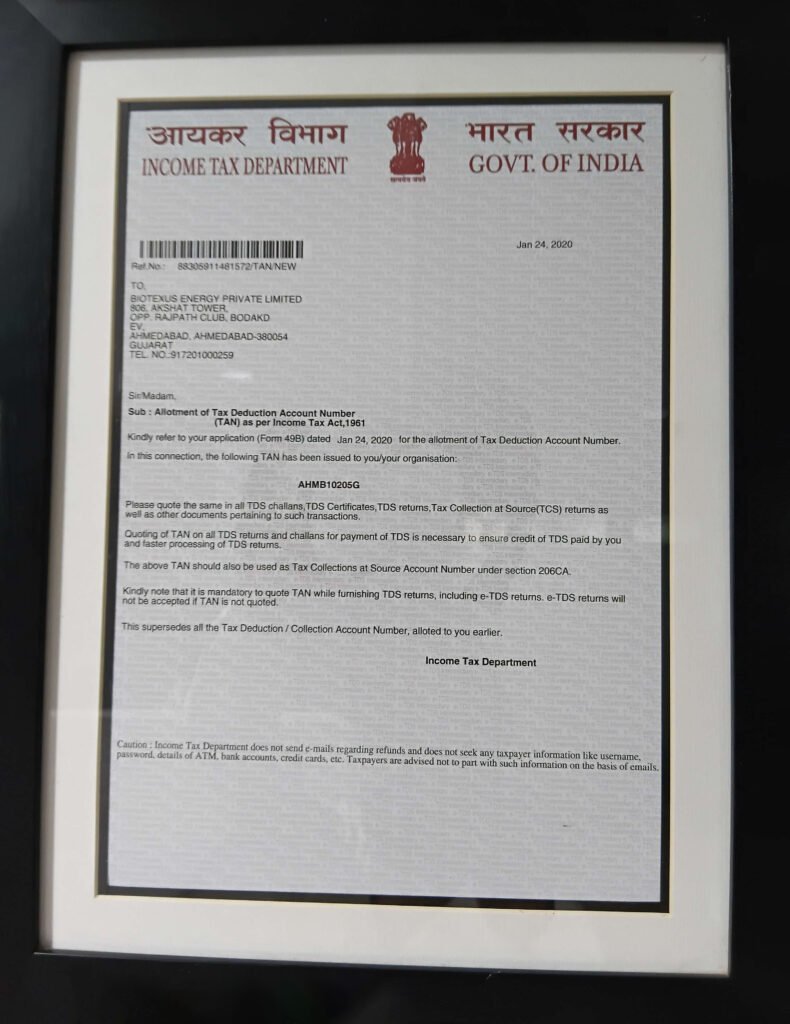 आयकर विभाग
INCOME TAX DEPARTMENT
सत्यमेव जयते
भारत सरकार
GOVT. OF INDIA
Jan 24, 2020
Ref.No.: 88305911481572/TAN/NEW
TO,
BIOTEXUS ENERGY PRIVATE LIMITED
806, AKSHAT TOWER,
OPP. RAJPATH CLUB, BODAKD
EV,
AHMEDABAD, AHMEDABAD-380054
GUJARAT
TEL. NO.:917201000259
Sir/Madam,
Sub : Allotment of Tax Deduction Account Number
(TAN) as per Income Tax Act,1961
Kindly refer to your application (Form 49B) dated Jan 24, 2020 for the allotment of Tax Deduction Account Number.
In this connection, the following TAN has been issued to you/your organisation:
AHMB10205G
Please quote the same in all TDS challans,TDS Certificates,TDS returns,Tax Collection at Source(TCS) returns as
well as other documents pertaining to such transactions.
Quoting of TAN on all TDS returns and challans for payment of TDS is necessary to ensure credit of TDS paid by you
and faster processing of TDS returns.
The above TAN should also be used as Tax Collections at Source Account Number under section 206CA.
Kindly note that it is mandatory to quote TAN while furnishing TDS returns, including e-TDS returns. e-TDS returns will
not be accepted if TAN is not quoted.
This supersedes all the Tax Deduction / Collection Account Number, alloted to you earlier.
Income Tax Department
Caution : Income Tax Department does not send e-mails regarding refunds and does not seek any taxpayer information like username,
password, details of ATM, bank accounts, credit cards, etc. Taxpayers are advised not to part with such information on the basis of emails.